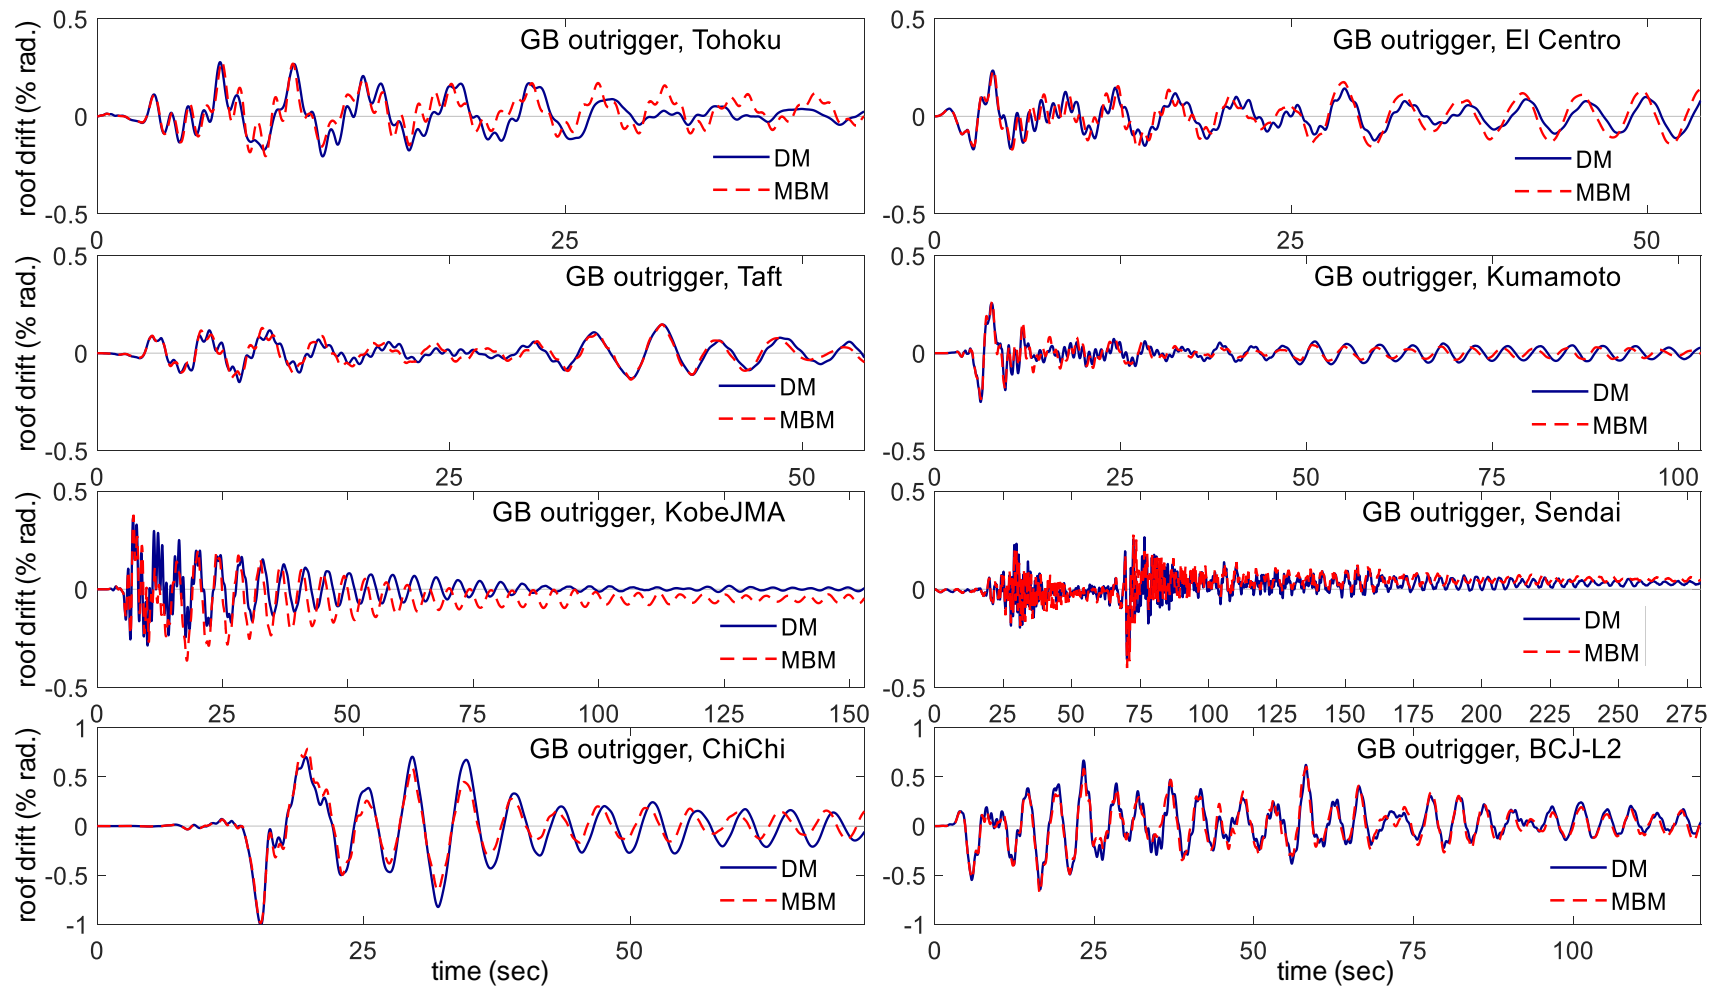 roof drift (% rad.)
0.5
0
-0.5
GB outrigger, Tohoku
DM
MBM
0
25
0.5
0
-0.5
GB outrigger, El Centro
DM
MBM
0
25
50
roof drift (% rad.)
0.5
0
-0.5
GB outrigger, Taft
DM
MBM
0
25
50
0.5
0
-0.5
GB outrigger, Kumamoto
DM
MBM
0
25
50
75
100
roof drift (% rad.)
0.5
0
-0.5
GB outrigger, KobeJMA
DM
MBM
0
25
50
75
100
125
150
0.5
0
-0.5
GB outrigger, Sendai
DM
MBM
0
25
50
75
100
125
150
175
200
225
250
275
roof drift (% rad.)
1
0.5
0
-0.5
-1
GB outrigger, ChiChi
DM
MBM
0
25
50
time (sec)
1
0.5
0
-0.5
-1
GB outrigger, BCJ-L2
DM
MBM
0
25
50
75
100
time (sec)